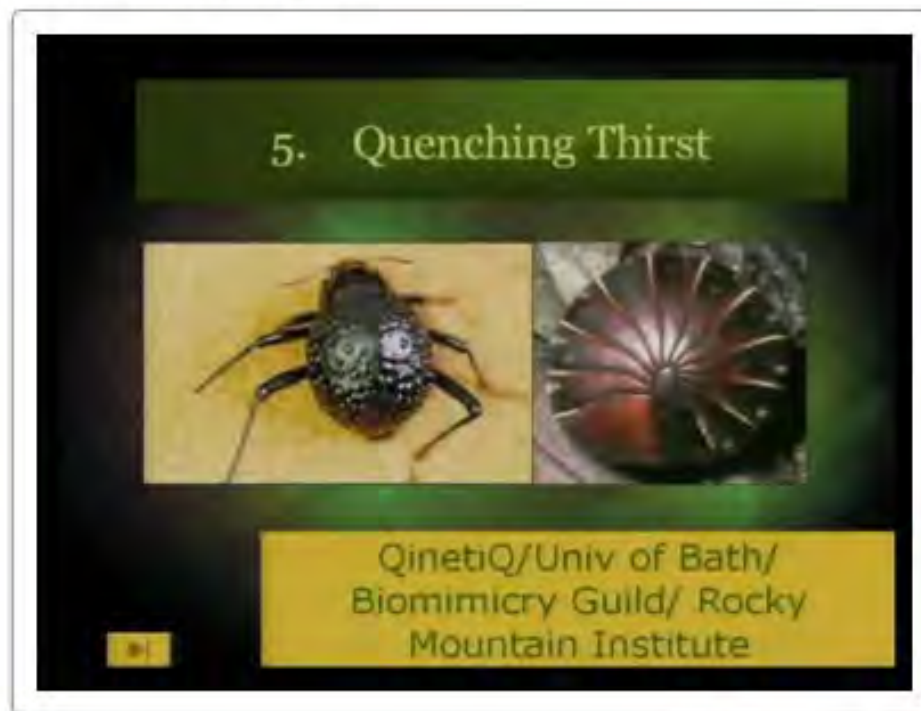 5. Quenching Thirst
QinetiQ/Univ of Bath/
Biomimicry Guild/ Rocky
Mountain Institute